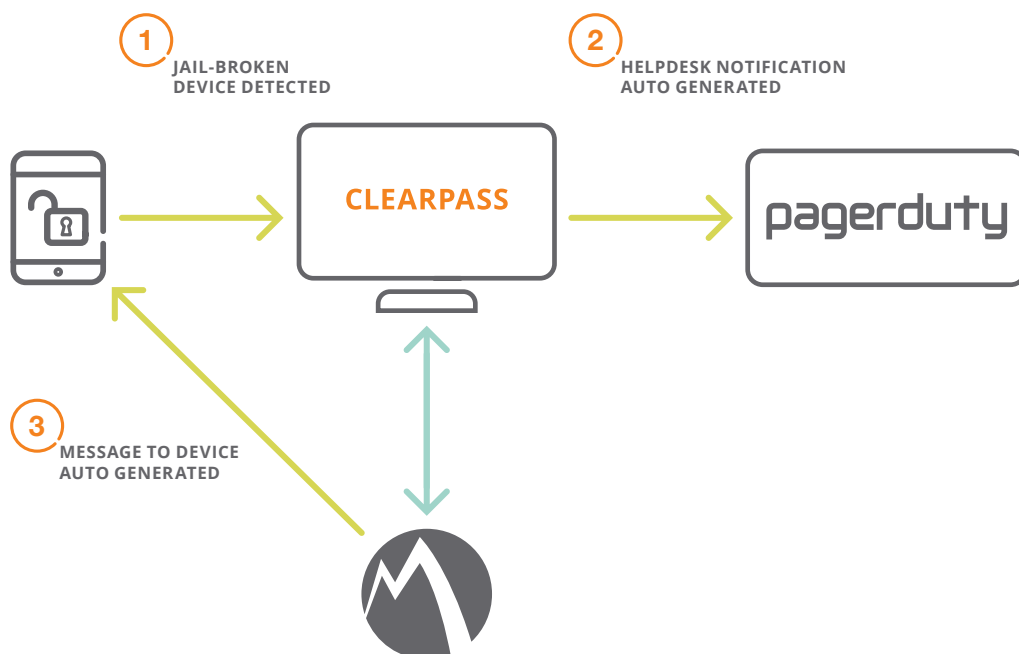 1
JAIL-BROKEN
DEVICE DETECTED
2
HELPDESK NOTIFICATION
AUTO GENERATED
CLEARPASS
pagerduty
3
MESSAGE TO DEVICE
AUTO GENERATED